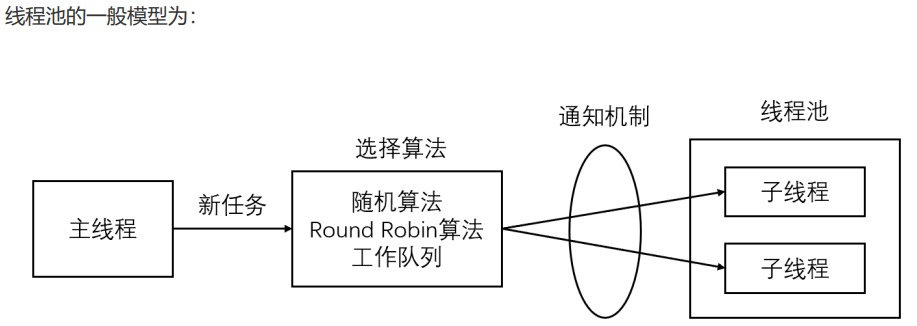 线程池的一般模型为：
通知机制
线程池
选择算法
主线程
新任务
随机算法
Round Robin算法
工作队列
子线程
子线程